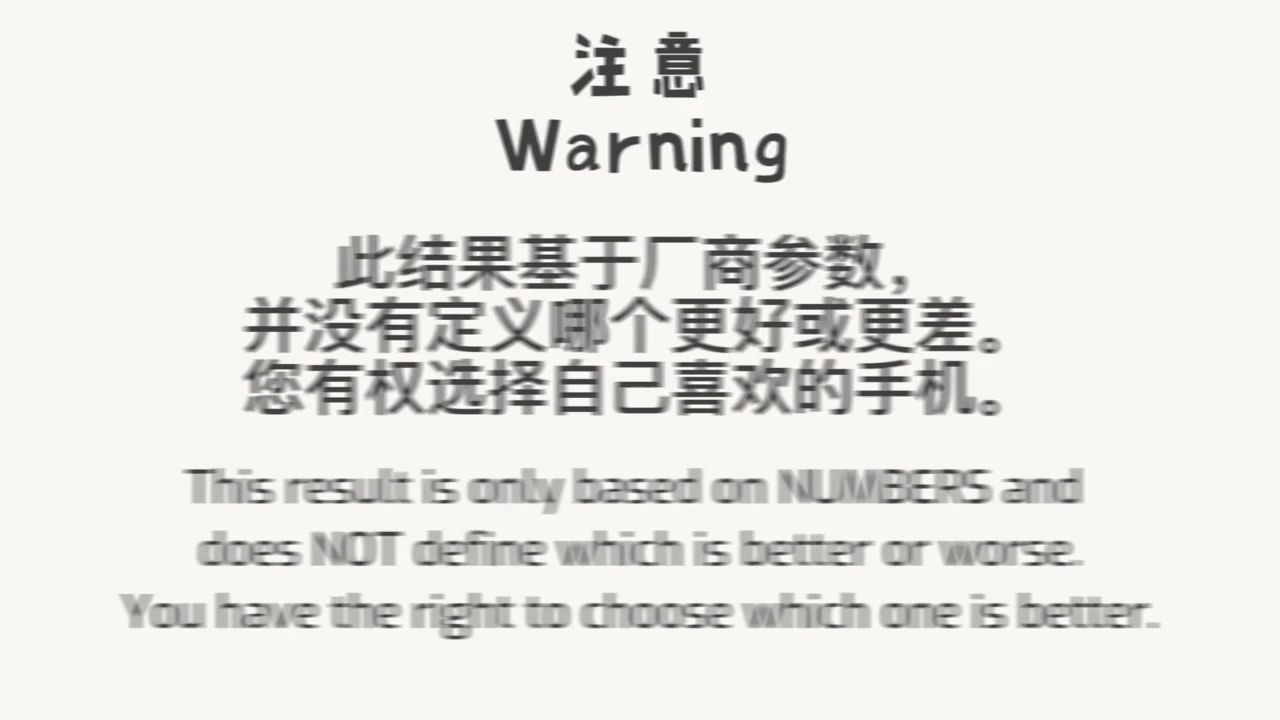 注意
Warning
此结果基于厂商参数，
并没有定义哪个更好或更差。
您有权选择自己喜欢的手机。
This result is only based on NUMBERS and
does NOT define which is better or worse.
You have the right to choose which one is better.